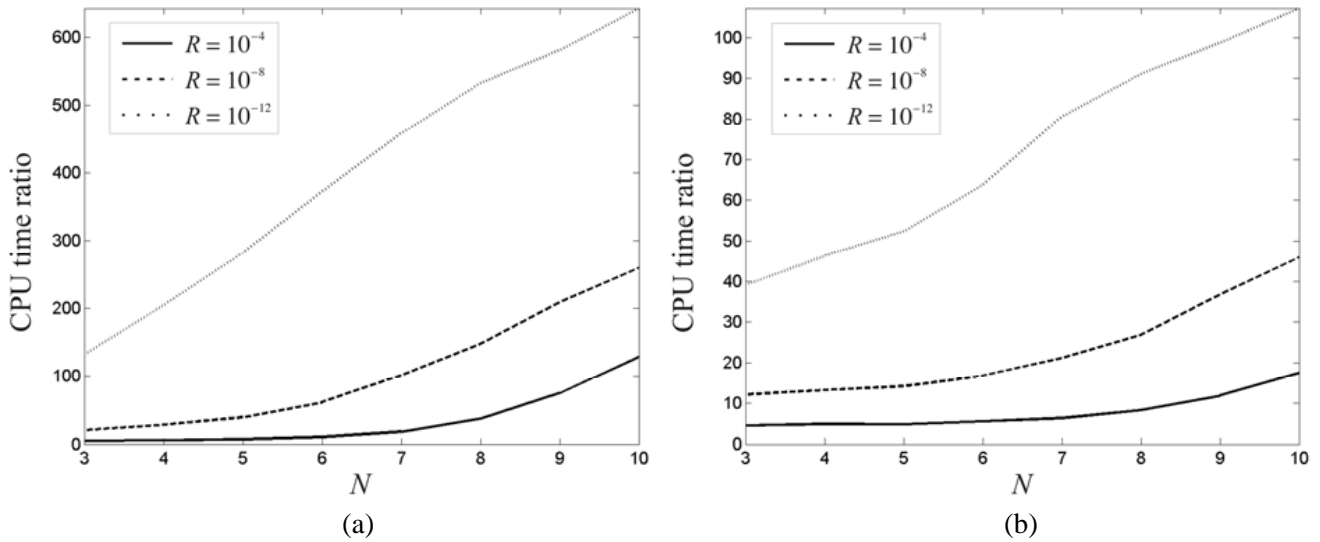 CPU time ratio
600
500
400
300
200
100
0
R = 10⁻⁴
R = 10⁻⁸
R = 10⁻¹²
3 4 5 6 7 8 9 10
N
(a)
CPU time ratio
100
90
80
70
60
50
40
30
20
10
0
R = 10⁻⁴
R = 10⁻⁸
R = 10⁻¹²
3 4 5 6 7 8 9 10
N
(b)